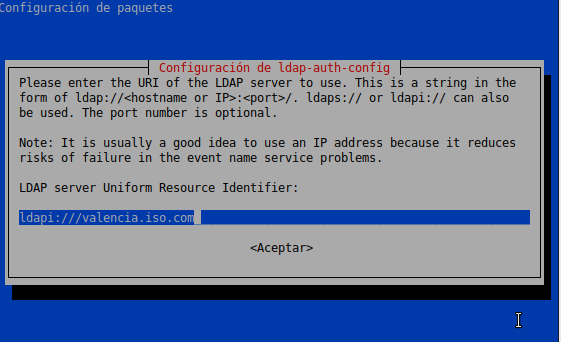 Configuración de paquetes
Configuración de ldap-auth-config
Please enter the URI of the LDAP server to use. This is a string in the
form of ldap://<hostname or IP>:<port>/. ldaps:// or ldapi:// can also
be used. The port number is optional.
Note: It is usually a good idea to use an IP address because it reduces
risks of failure in the event name service problems.
LDAP server Uniform Resource Identifier:
ldapi:///valencia.iso.com
<Aceptar>